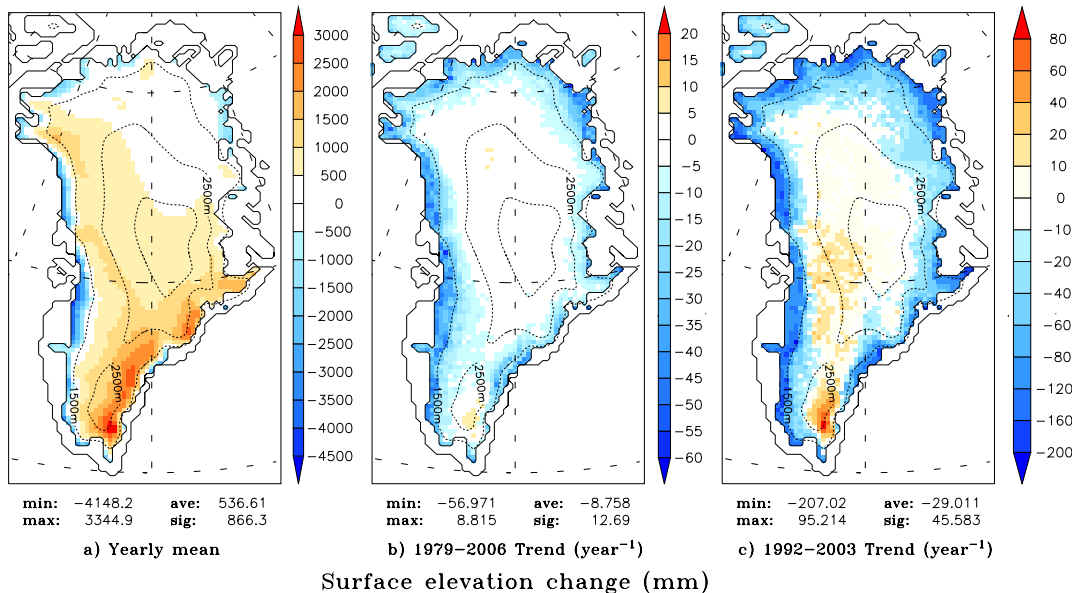 3000
2500
2000
1500
1000
500
0
−500
−1000
−1500
−2000
−2500
−3000
−3500
−4000
−4500
2500m
2500m
1500m
20
15
10
5
0
−5
−10
−15
−20
−25
−30
−35
−40
−45
−50
−55
−60
2500m
2500m
1500m
80
60
40
20
10
0
−10
−20
−40
−60
−80
−120
−160
−200
2500m
2500m
1500m
min: −4148.2 ave: 536.61
max: 3344.9 sig: 866.3
a) Yearly mean
min: −56.971 ave: −8.758
max: 8.815 sig: 12.69
b) 1979−2006 Trend (year⁻¹)
min: −207.02 ave: −29.011
max: 95.214 sig: 45.583
c) 1992−2003 Trend (year⁻¹)
Surface elevation change (mm)